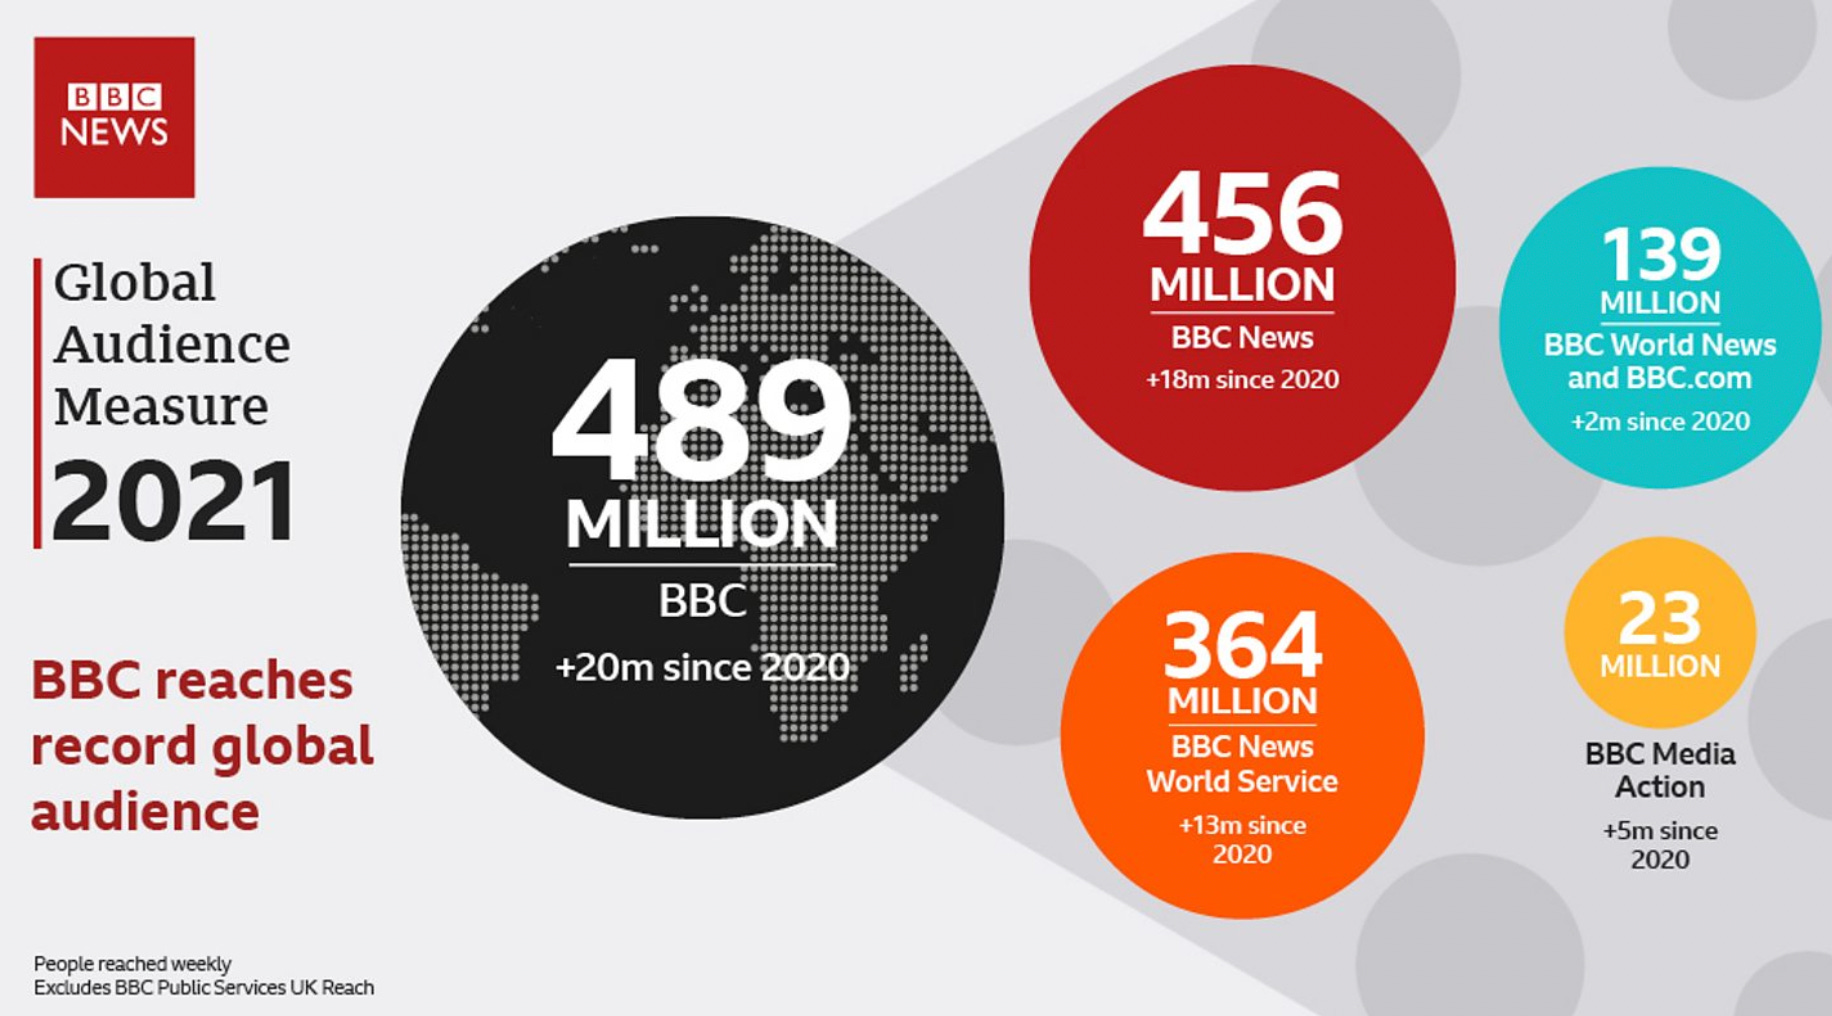 BBC
NEWS
Global
Audience
Measure
2021
BBC reaches
record global
audience
People reached weekly
Excludes BBC Public Services UK Reach
489
MILLION
BBC
+20m since 2020
456
MILLION
BBC News
+18m since 2020
139
MILLION
BBC World News
and BBC.com
+2m since 2020
364
MILLION
BBC News
World Service
+13m since
2020
23
MILLION
BBC Media
Action
+5m since
2020